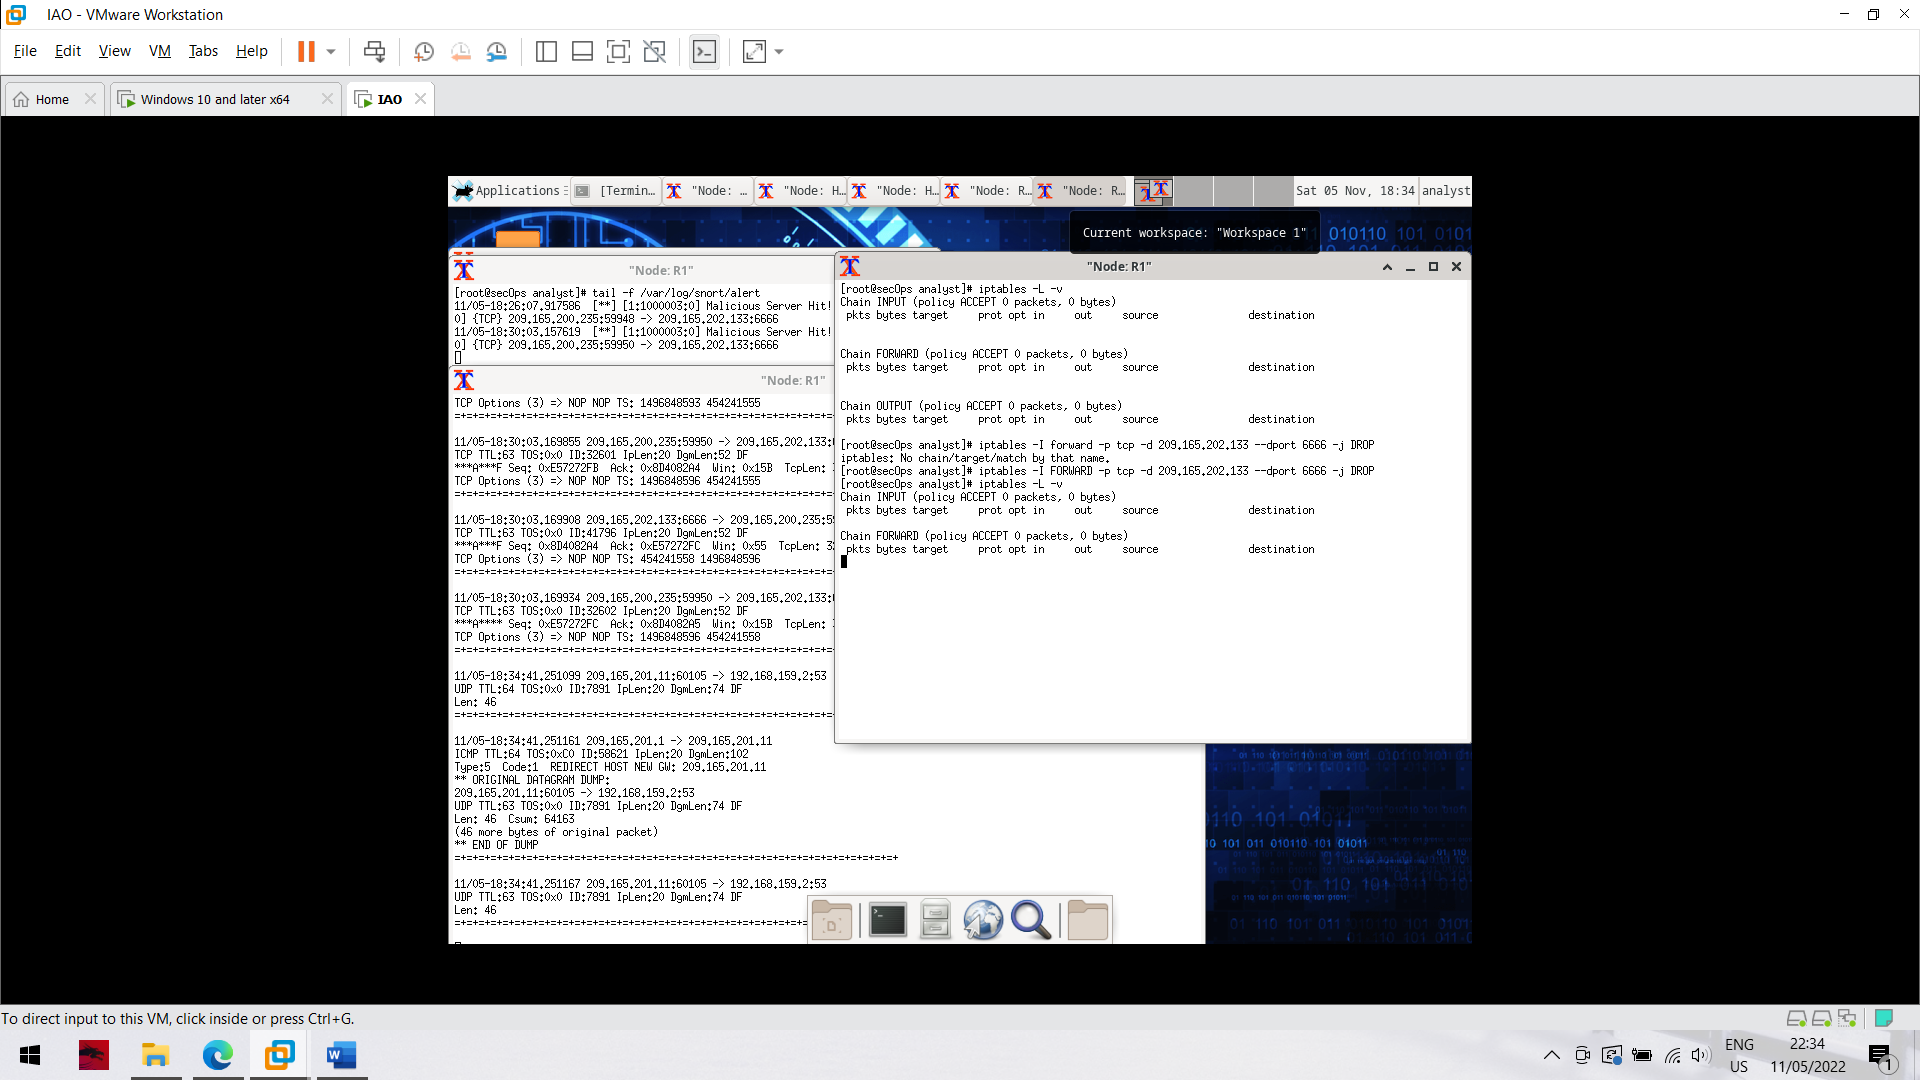 IAO - VMware Workstation
File Edit View VM Tabs Help
Home Windows 10 and later x64 IAO
Applications [Termin... "Node: ... "Node: H... "Node: H... "Node: R... "Node: R... Sat 05 Nov, 18:34 analyst
Current workspace: "Workspace 1"
"Node: R1"
[root@secOps analyst]# tail -f /var/log/snort/alert
11/05-18:26:07.917586 [**] [1:1000003:0] Malicious Server Hit!
0] {TCP} 209.165.200.235:59948 -> 209.165.202.133:6666
11/05-18:30:03.157619 [**] [1:1000003:0] Malicious Server Hit!
0] {TCP} 209.165.200.235:59950 -> 209.165.202.133:6666
"Node: R1"
TCP Options (3) => NOP NOP TS: 1496848593 454241555
=+=+=+=+=+=+=+=+=+=+=+=+=+=+=+=+=+=+=+=+=+=+=+=+=+=+=+=+=+=+=+=
11/05-18:30:03.169855 209.165.200.235:59950 -> 209.165.202.133:
TCP TTL:63 TOS:0x0 ID:32601 IpLen:20 DgmLen:52 DF
***A***F Seq: 0xE57272FB Ack: 0x8D4082A4 Win: 0x15B TcpLen:
TCP Options (3) => NOP NOP TS: 1496848596 454241555
=+=+=+=+=+=+=+=+=+=+=+=+=+=+=+=+=+=+=+=+=+=+=+=+=+=+=+=+=+=+=+=
11/05-18:30:03.169908 209.165.202.133:6666 -> 209.165.200.235:5
TCP TTL:63 TOS:0x0 ID:41796 IpLen:20 DgmLen:52 DF
***A***F Seq: 0x8D4082A4 Ack: 0xE57272FC Win: 0x55 TcpLen: 3
TCP Options (3) => NOP NOP TS: 454241558 1496848596
=+=+=+=+=+=+=+=+=+=+=+=+=+=+=+=+=+=+=+=+=+=+=+=+=+=+=+=+=+=+=+=
11/05-18:30:03.169934 209.165.200.235:59950 -> 209.165.202.133:
TCP TTL:63 TOS:0x0 ID:32602 IpLen:20 DgmLen:52 DF
***A**** Seq: 0xE57272FC Ack: 0x8D4082A5 Win: 0x15B TcpLen:
TCP Options (3) => NOP NOP TS: 1496848596 454241558
=+=+=+=+=+=+=+=+=+=+=+=+=+=+=+=+=+=+=+=+=+=+=+=+=+=+=+=+=+=+=+=
11/05-18:34:41.251099 209.165.201.11:60105 -> 192.168.159.2:53
UDP TTL:64 TOS:0x0 ID:7891 IpLen:20 DgmLen:74 DF
Len: 46
=+=+=+=+=+=+=+=+=+=+=+=+=+=+=+=+=+=+=+=+=+=+=+=+=+=+=+=+=+=+=+=
11/05-18:34:41.251161 209.165.201.1 -> 209.165.201.11
ICMP TTL:64 TOS:0xC0 ID:58621 IpLen:20 DgmLen:102
Type:5 Code:1 REDIRECT HOST NEW GW: 209.165.201.11
** ORIGINAL DATAGRAM DUMP:
209.165.201.11:60105 -> 192.168.159.2:53
UDP TTL:63 TOS:0x0 ID:7891 IpLen:20 DgmLen:74 DF
Len: 46 Csum: 64163
(46 more bytes of original packet)
** END OF DUMP
=+=+=+=+=+=+=+=+=+=+=+=+=+=+=+=+=+=+=+=+=+=+=+=+=+=+=+=+=+=+=+=+=+=+=+=+=+
11/05-18:34:41.251167 209.165.201.11:60105 -> 192.168.159.2:53
UDP TTL:64 TOS:0x0 ID:7891 IpLen:20 DgmLen:74 DF
Len: 46
=+=+=+=+=+=+=+=+=+=+=+=+=+=+=+=+=+=+=+=+=+=+=+=+=+=+=+=+=+=
"Node: R1"
[root@secOps analyst]# iptables -L -v
Chain INPUT (policy ACCEPT 0 packets, 0 bytes)
pkts bytes target prot opt in out source destination
Chain FORWARD (policy ACCEPT 0 packets, 0 bytes)
pkts bytes target prot opt in out source destination
Chain OUTPUT (policy ACCEPT 0 packets, 0 bytes)
pkts bytes target prot opt in out source destination
[root@secOps analyst]# iptables -I forward -p tcp -d 209.165.202.133 --dport 6666 -j DROP
iptables: No chain/target/match by that name.
[root@secOps analyst]# iptables -I FORWARD -p tcp -d 209.165.202.133 --dport 6666 -j DROP
[root@secOps analyst]# iptables -L -v
Chain INPUT (policy ACCEPT 0 packets, 0 bytes)
pkts bytes target prot opt in out source destination
Chain FORWARD (policy ACCEPT 0 packets, 0 bytes)
pkts bytes target prot opt in out source destination
To direct input to this VM, click inside or press Ctrl+G.
ENG
US
22:34
11/05/2022
1